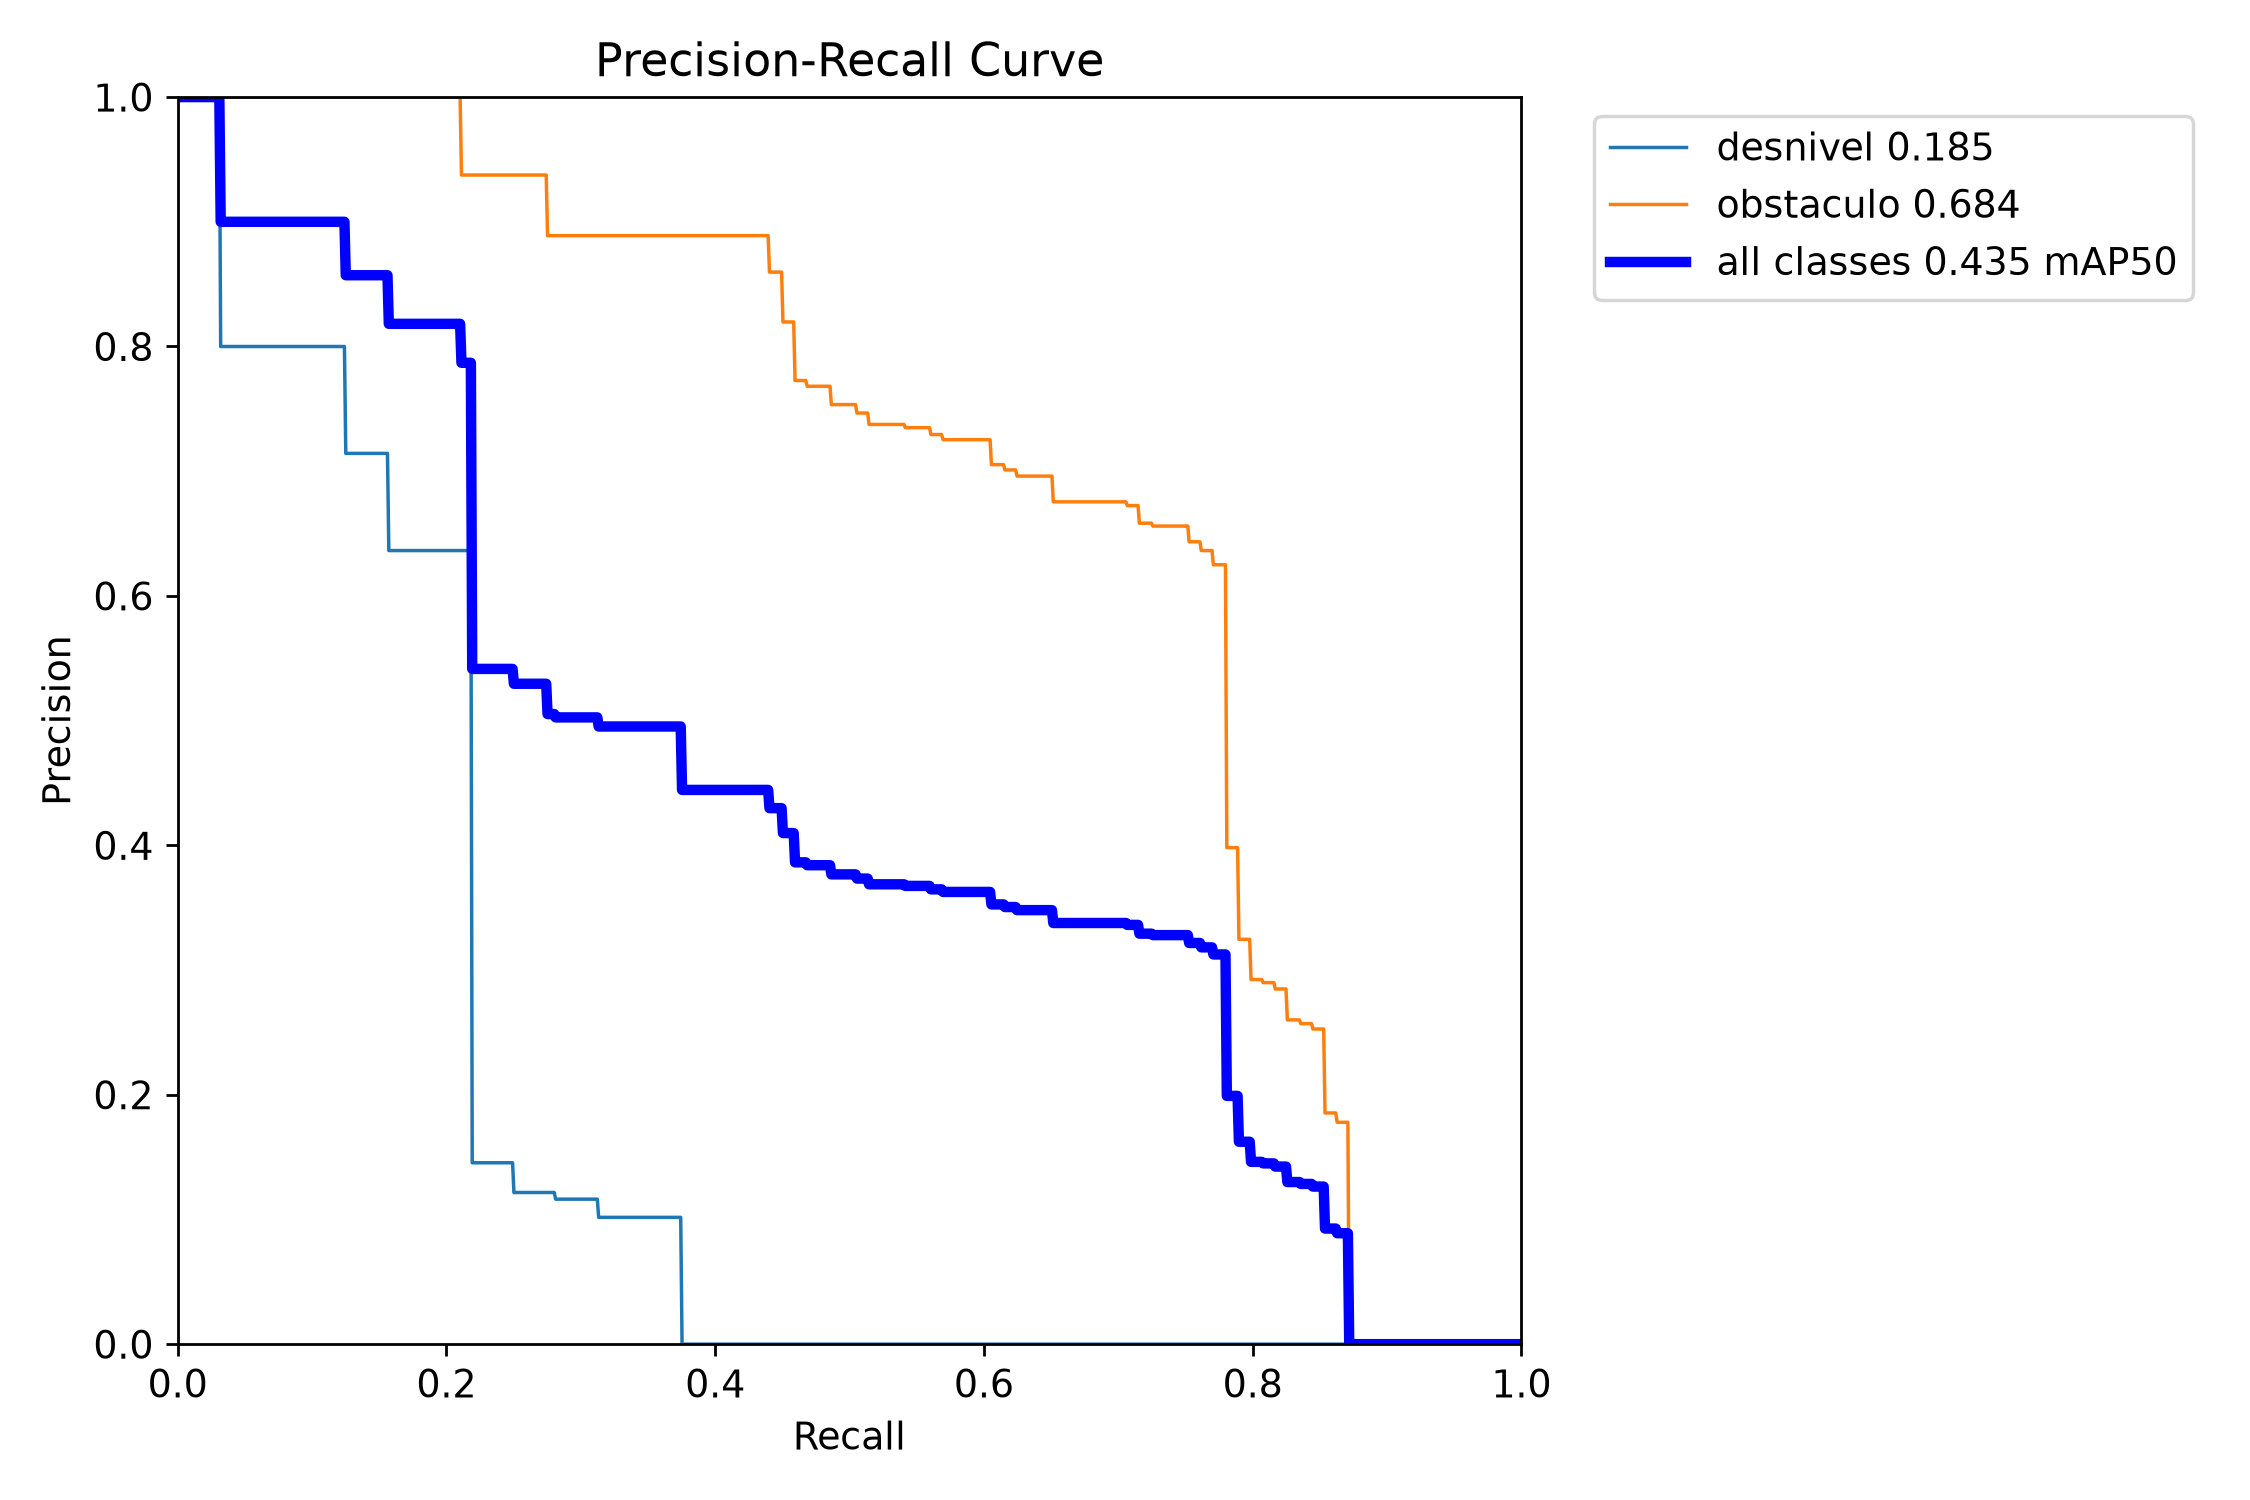 Precision-Recall Curve
1.0
0.8
0.6
0.4
0.2
0.0
Precision
0.0 0.2 0.4 0.6 0.8 1.0
Recall
desnivel 0.185
obstaculo 0.684
all classes 0.435 mAP50